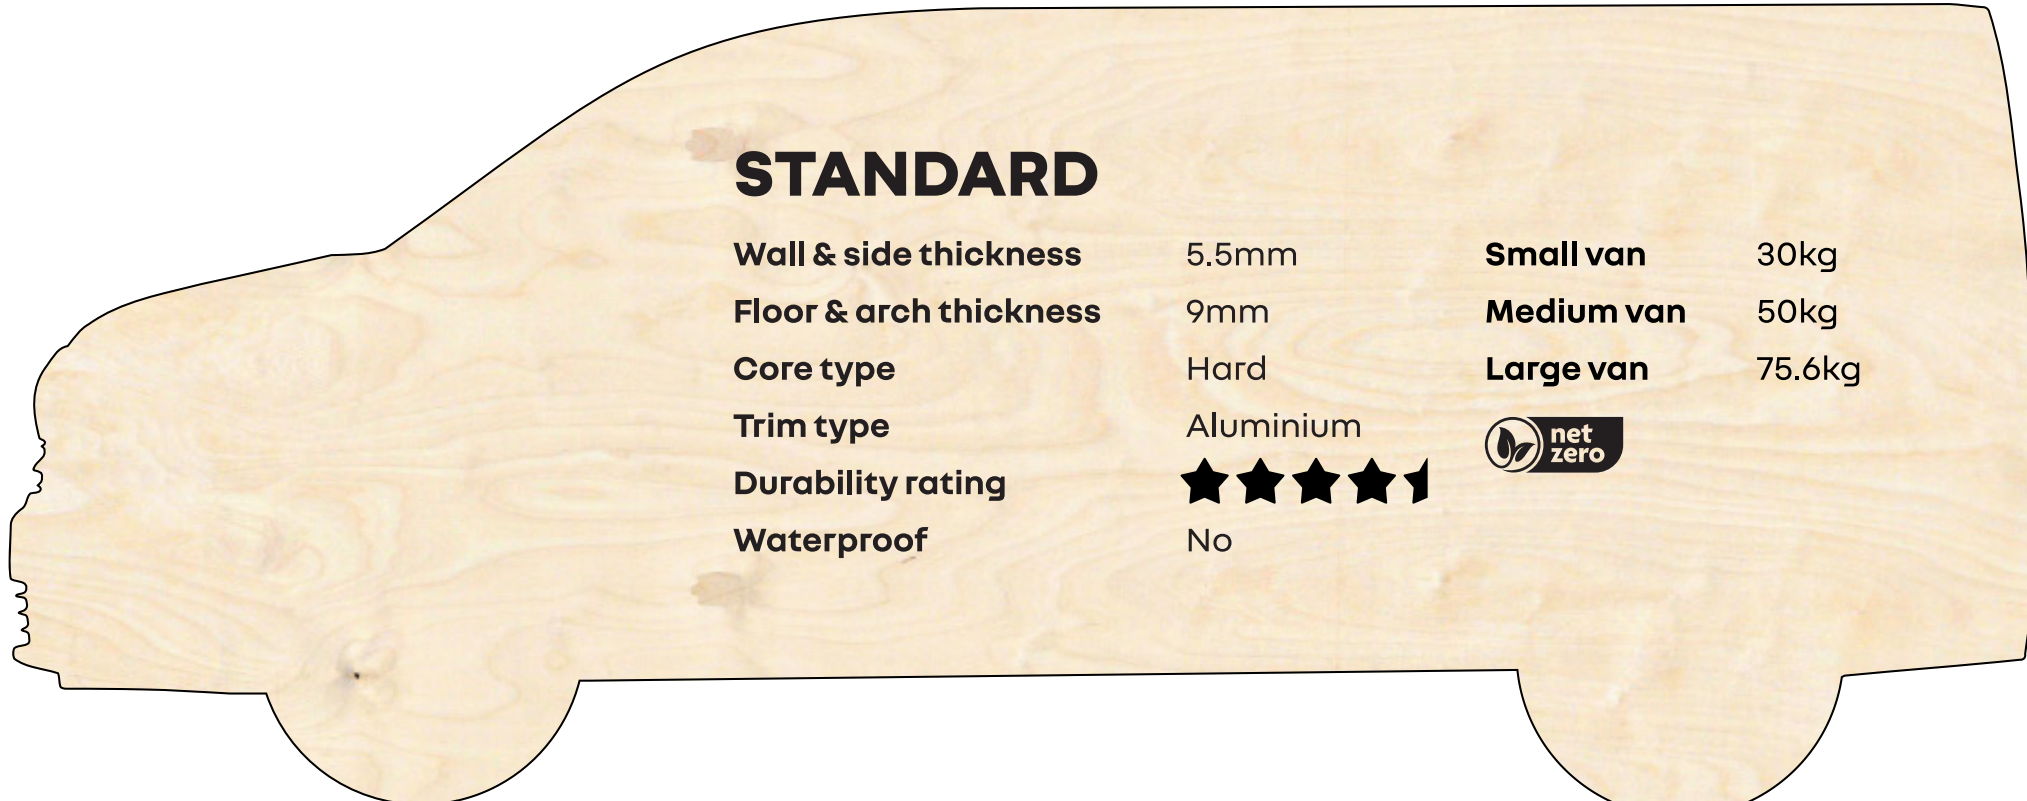 STANDARD
Wall & side thickness 5.5mm
Floor & arch thickness 9mm
Core type Hard
Trim type Aluminium
Durability rating
Waterproof No
Small van 30kg
Medium van 50kg
Large van 75.6kg
net
zero